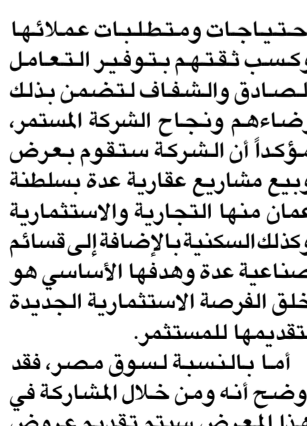 حتياجات ومتطلبات عملائها
وكسب ثقتهم بتوفير التعامل
لصادق والشفاف لتضمن بذلك
رضاءهم ونجاح الشركة المستمر،
مؤكداً أن الشركة ستقوم بعرض
وبيع مشاريع عقارية عدة بسلطنة
عمان منها التجارية والاستثمارية
وكذلك السكنية بالإضافة إلى قسائم
صناعية عدة وهدفها الأساسي هو
خلق الفرصة الاستثمارية الجديدة
لتقديمها للمستثمر.
أما بالنسبة لسوق مصر، فقد
وضح أنه ومن خلال المشاركة في
هذا المعرض سيتم تقديم عروض